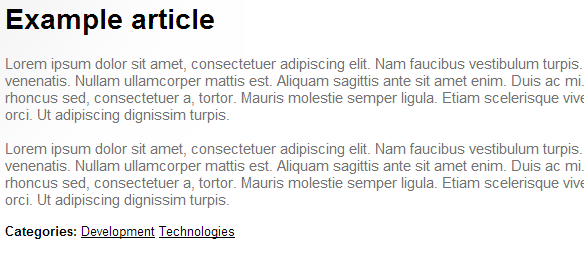 Example article
Lorem ipsum dolor sit amet, consectetuer adipiscing elit. Nam faucibus vestibulum turpis.
venenatis. Nullam ullamcorper mattis est. Aliquam sagittis ante sit amet enim. Duis ac mi.
rhoncus sed, consectetuer a, tortor. Mauris molestie semper ligula. Etiam scelerisque vive
orci. Ut adipiscing dignissim turpis.
Lorem ipsum dolor sit amet, consectetuer adipiscing elit. Nam faucibus vestibulum turpis.
venenatis. Nullam ullamcorper mattis est. Aliquam sagittis ante sit amet enim. Duis ac mi.
rhoncus sed, consectetuer a, tortor. Mauris molestie semper ligula. Etiam scelerisque vive
orci. Ut adipiscing dignissim turpis.
Categories: Development Technologies